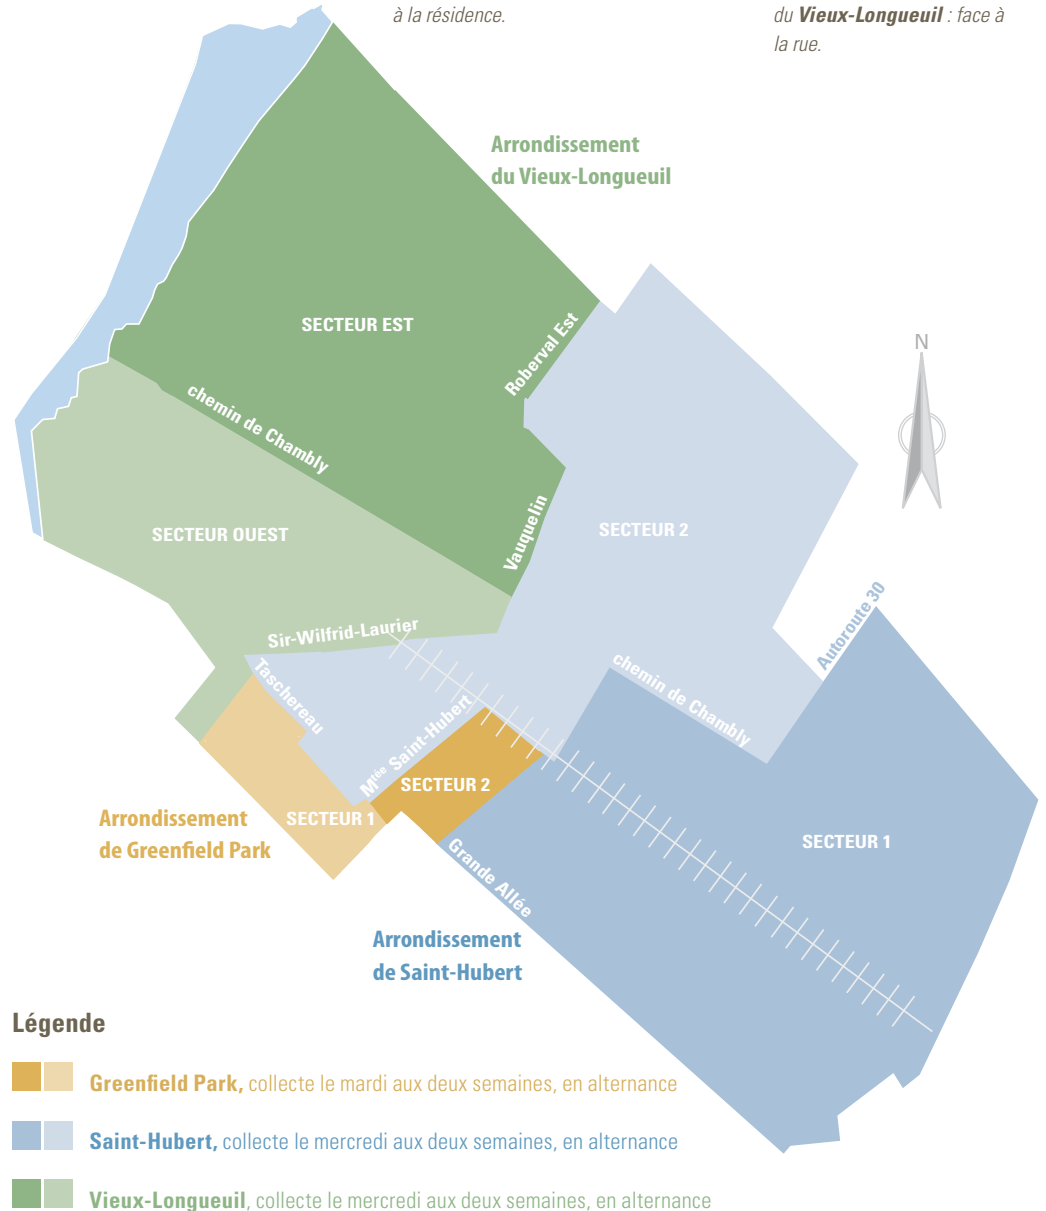 à la résidence.
du Vieux-Longueuil : face à
la rue.
Arrondissement
du Vieux-Longueuil
SECTEUR EST
Roberval Est
N
chemin de Chambly
Vauquelin
SECTEUR 2
SECTEUR OUEST
Autoroute 30
Sir-Wilfrid-Laurier
Taschereau
chemin de Chambly
Mtée Saint-Hubert
SECTEUR 2
Arrondissement
de Greenfield Park
SECTEUR 1
SECTEUR 1
Grande Allée
Arrondissement
de Saint-Hubert
Légende
Greenfield Park, collecte le mardi aux deux semaines, en alternance
Saint-Hubert, collecte le mercredi aux deux semaines, en alternance
Vieux-Longueuil, collecte le mercredi aux deux semaines, en alternance